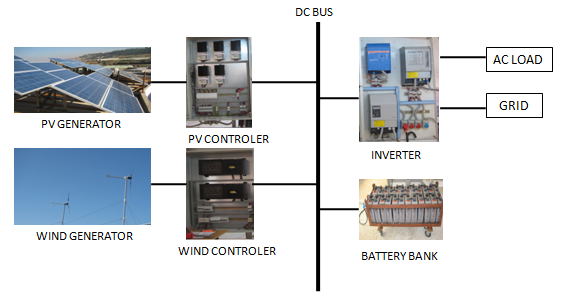 DC BUS
PV GENERATOR
PV CONTROLER
INVERTER
AC LOAD
GRID
WIND GENERATOR
WIND CONTROLER
BATTERY BANK